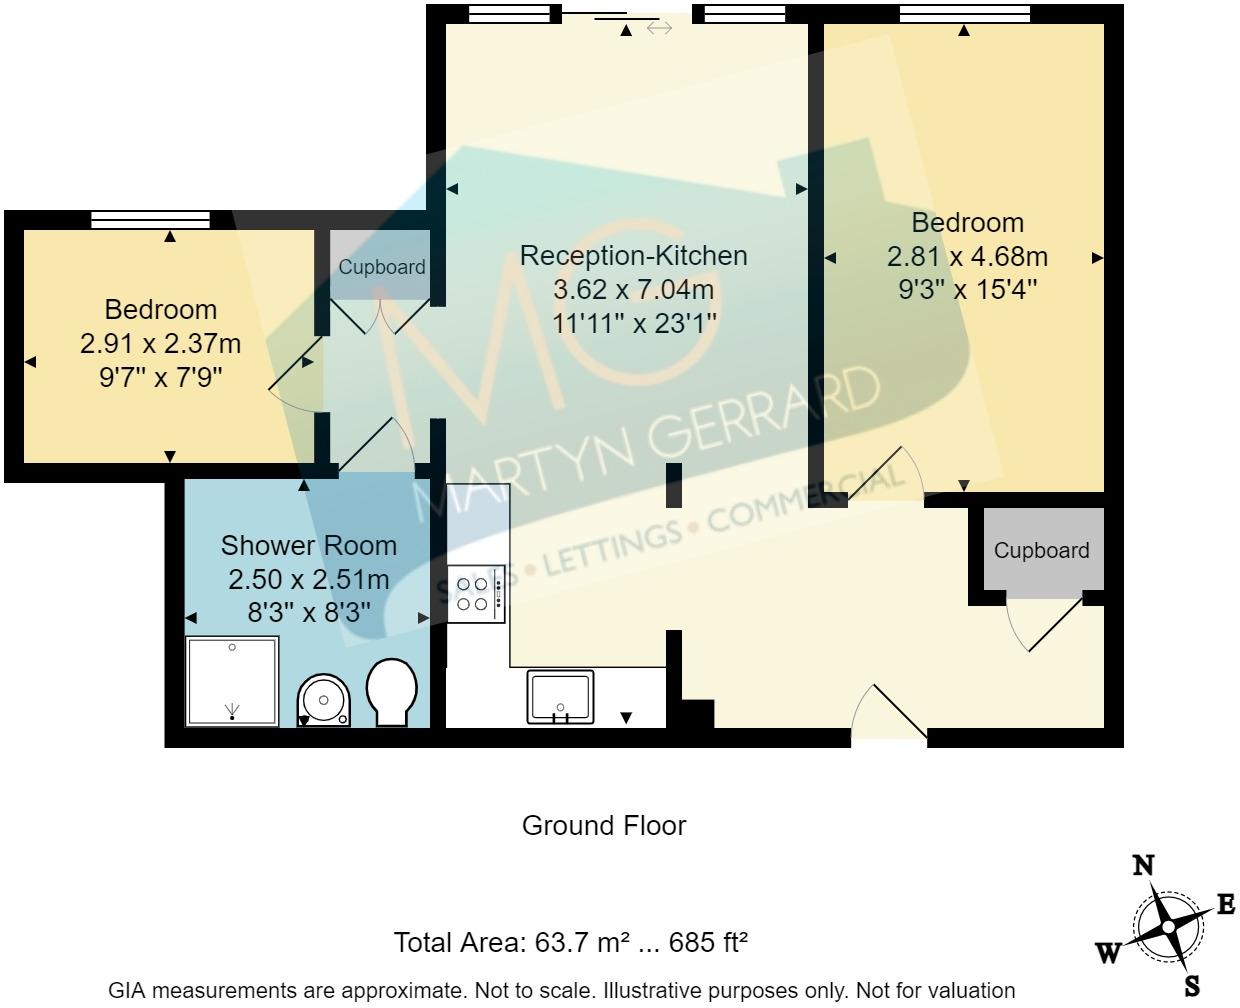 Bedroom
2.81 x 4.68m
9'3" x 15'4"
Reception-Kitchen
3.62 x 7.04m
11'11" x 23'1"
Cupboard
Bedroom
2.91 x 2.37m
9'7" x 7'9"
MG
MARTYN GERRARD
SALES • LETTINGS • COMMERCIAL
Shower Room
2.50 x 2.51m
8'3" x 8'3"
Cupboard
Ground Floor
N
E
W
S
Total Area: 63.7 m² ... 685 ft²
GIA measurements are approximate. Not to scale. Illustrative purposes only. Not for valuation